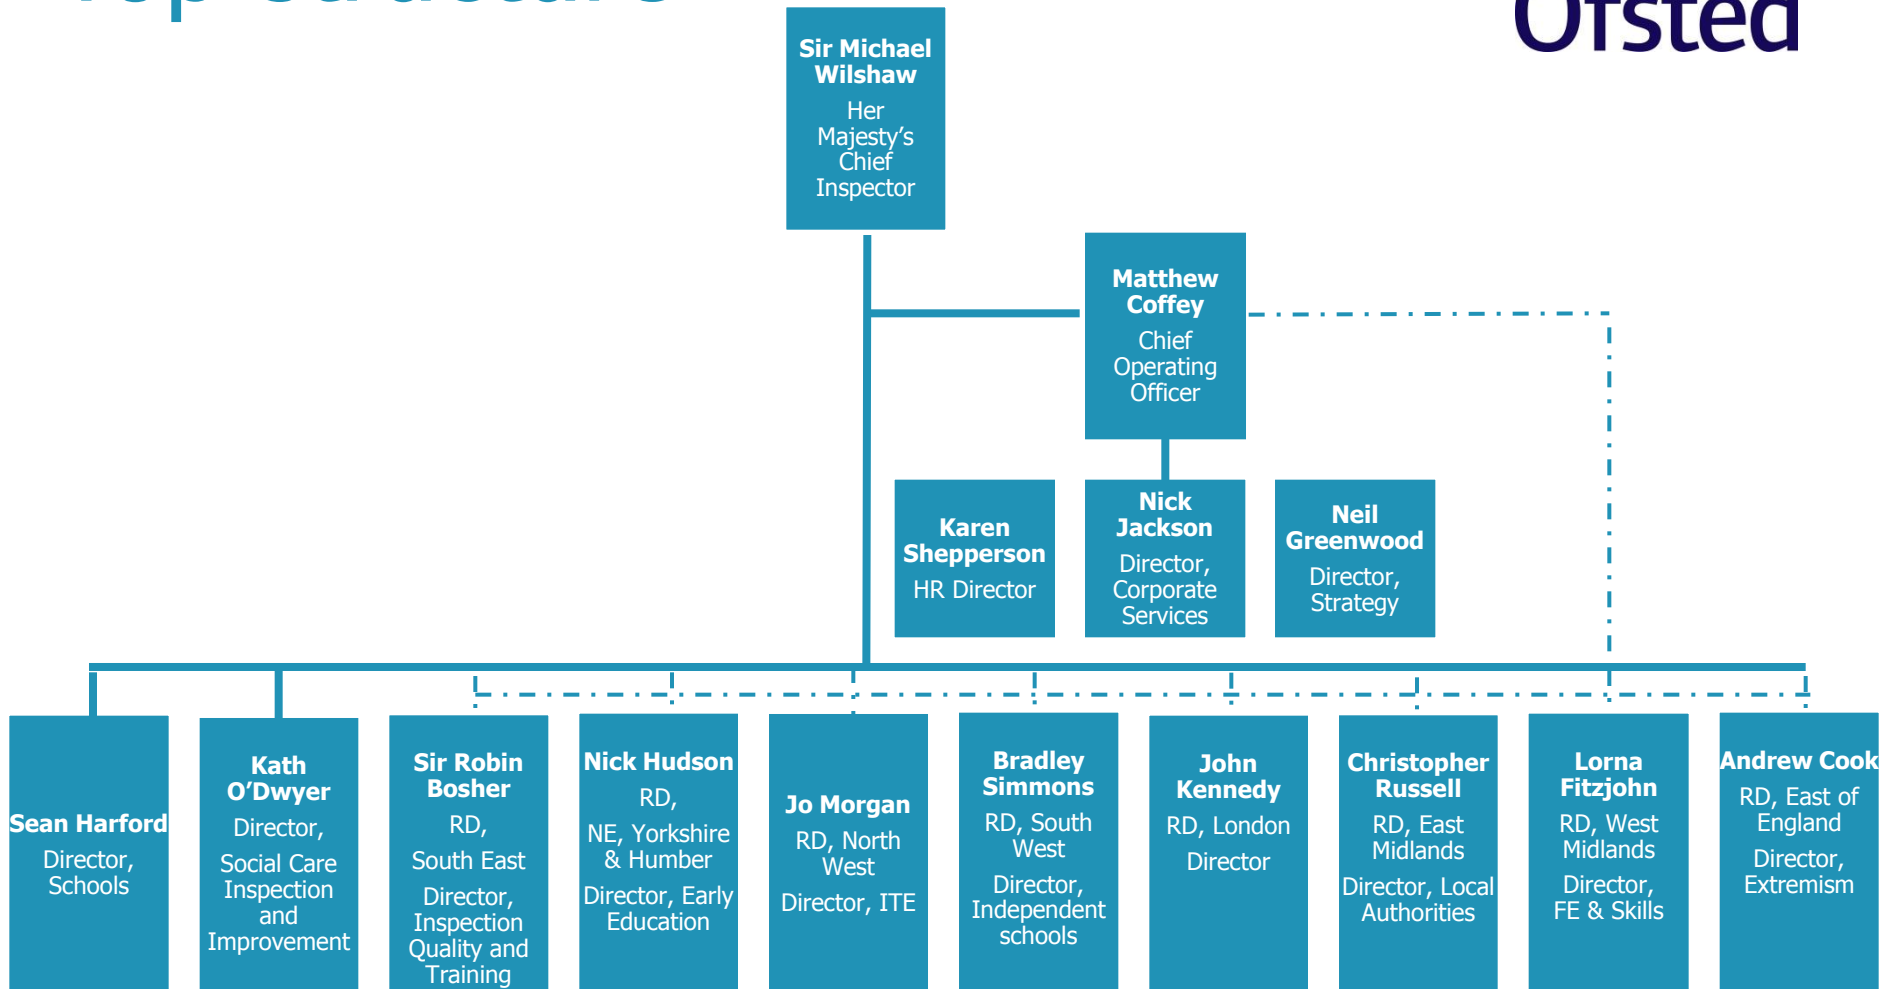 Top Structure
Ofsted
Sir Michael
Wilshaw
Her
Majesty's
Chief
Inspector
Matthew
Coffey
Chief
Operating
Officer
Karen
Shepperson
HR Director
Nick
Jackson
Director,
Corporate
Services
Neil
Greenwood
Director,
Strategy
Sean Harford
Director,
Schools
Kath
O'Dwyer
Director,
Social Care
Inspection
and
Improvement
Sir Robin
Bosher
RD,
South East
Director,
Inspection
Quality and
Training
Nick Hudson
RD,
NE, Yorkshire
& Humber
Director, Early
Education
Jo Morgan
RD, North
West
Director, ITE
Bradley
Simmons
RD, South
West
Director,
Independent
schools
John
Kennedy
RD, London
Director
Christopher
Russell
RD, East
Midlands
Director, Local
Authorities
Lorna
Fitzjohn
RD, West
Midlands
Director,
FE & Skills
Andrew Cook
RD, East of
England
Director,
Extremism